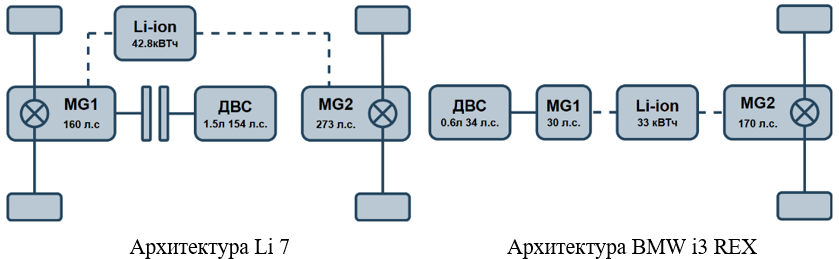 Li-ion
42.8кВТч
MG1
160 л.с
ДВС
1.5л 154 л.с.
MG2
273 л.с.
Архитектура Li 7
ДВС
0.6л 34 л.с.
MG1
30 л.с.
Li-ion
33 кВТч
MG2
170 л.с.
Архитектура BMW i3 REX